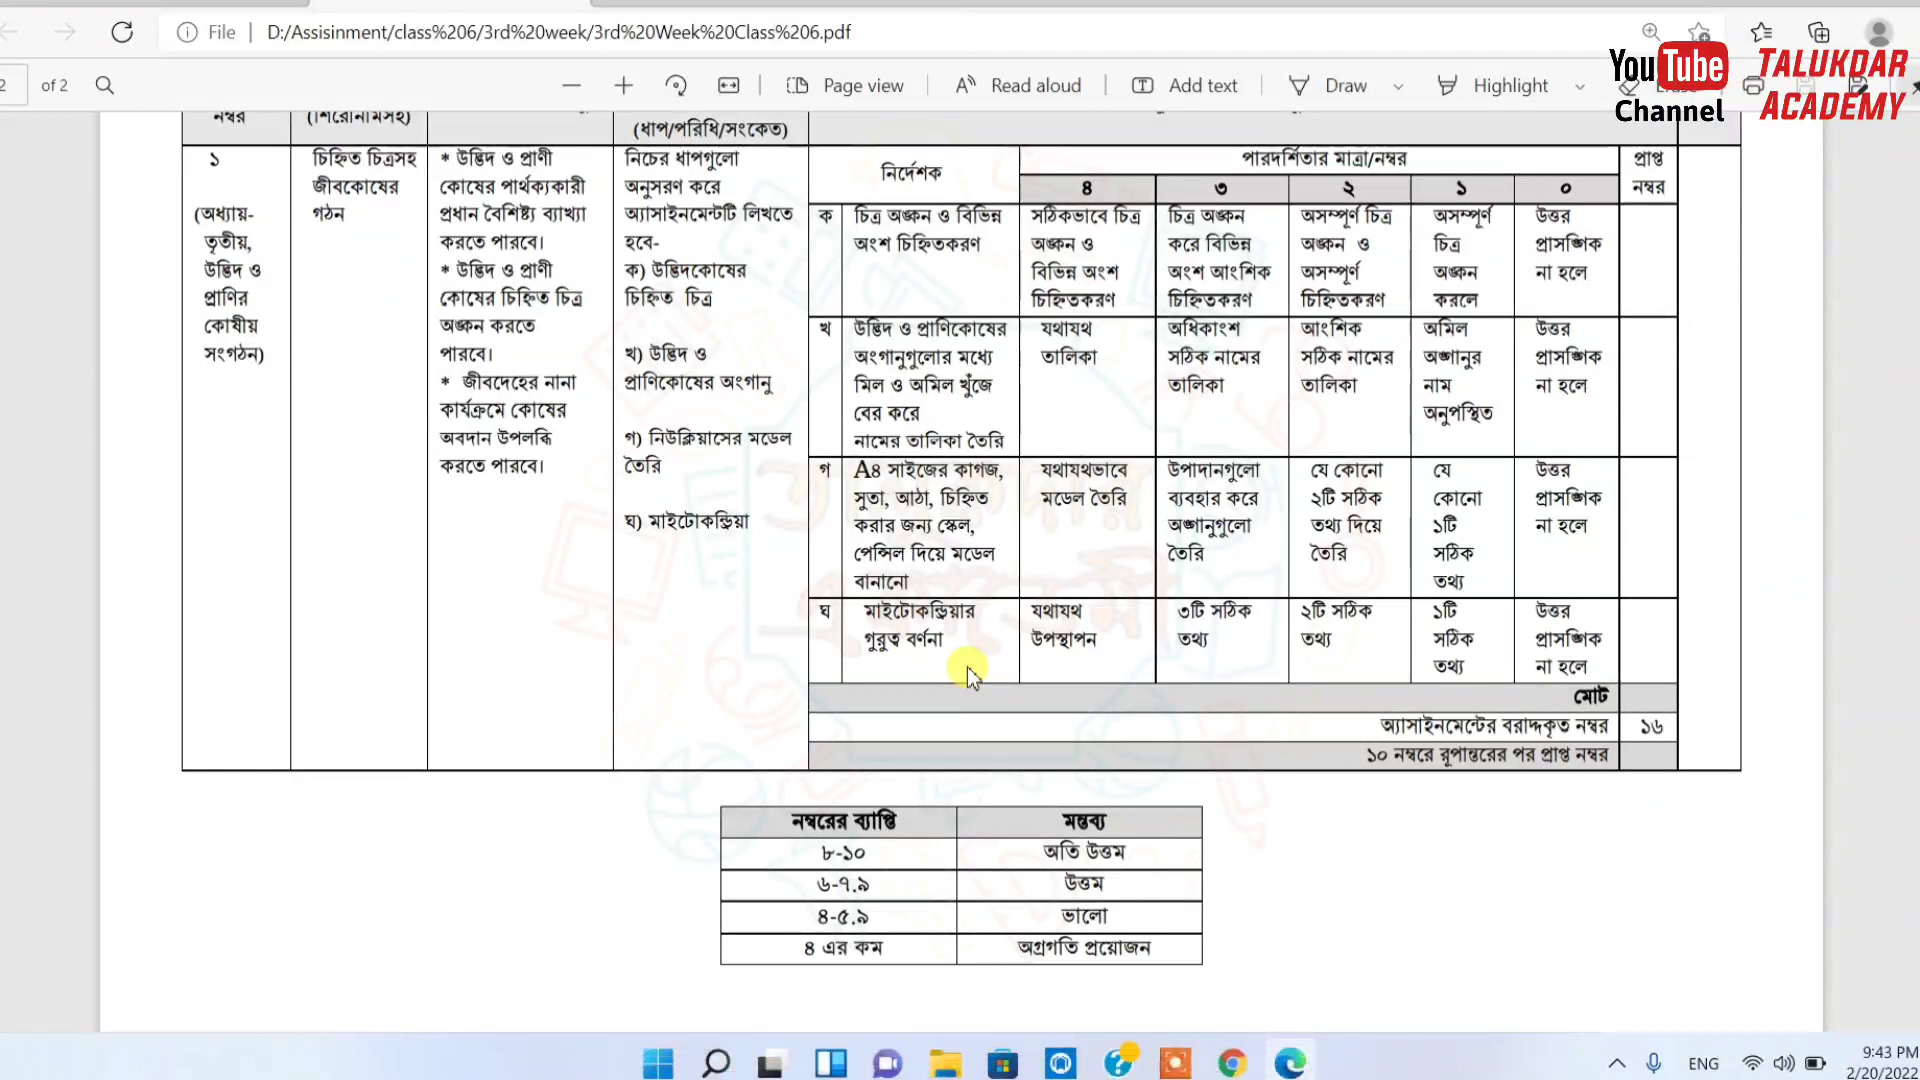 File
D:/Assisinment/class%206/3rd%20week/3rd%20Week%20Class%206.pdf
YouTube
Channel
TALUKDAR
ACADEMY
2
of 2
Page view
Read aloud
Add text
Draw
Highlight
নম্বর
(শিরোনামসহ)
(ধাপ/পরিধি/সংকেত)
১
(অধ্যায়-
তৃতীয়,
উদ্ভিদ ও
প্রাণির
কোষীয়
সংগঠন)
চিহ্নিত চিত্রসহ
জীবকোষের
গঠন
* উদ্ভিদ ও প্রাণী
কোষের পার্থক্যকারী
প্রধান বৈশিষ্ট্য ব্যাখ্যা
করতে পারবে।
* উদ্ভিদ ও প্রাণী
কোষের চিহ্নিত চিত্র
অঙ্কন করতে
পারবে।
* জীবদেহের নানা
কার্যক্রমে কোষের
অবদান উপলব্ধি
করতে পারবে।
নিচের ধাপগুলো
অনুসরণ করে
অ্যাসাইনমেন্টটি লিখতে
হবে-
ক) উদ্ভিদকোষের
চিহ্নিত চিত্র
খ) উদ্ভিদ ও
প্রাণিকোষের অংগানু
গ) নিউক্লিয়াসের মডেল
তৈরি
ঘ) মাইটোকন্ড্রিয়া
নির্দেশক
পারদর্শিতার মাত্রা/নম্বর
প্রাপ্ত
নম্বর
৪
৩
২
১
০
ক
চিত্র অঙ্কন ও বিভিন্ন
অংশ চিহ্নিতকরণ
সঠিকভাবে চিত্র
অঙ্কন ও
বিভিন্ন অংশ
চিহ্নিতকরণ
চিত্র অঙ্কন
করে বিভিন্ন
অংশ আংশিক
চিহ্নিতকরণ
অসম্পূর্ণ চিত্র
অঙ্কন ও
অসম্পূর্ণ
চিহ্নিতকরণ
অসম্পূর্ণ
চিত্র
অঙ্কন
করলে
উত্তর
প্রাসঙ্গিক
না হলে
খ
উদ্ভিদ ও প্রাণিকোষের
অংগানুগুলোর মধ্যে
মিল ও অমিল খুঁজে
বের করে
নামের তালিকা তৈরি
যথাযথ
তালিকা
অধিকাংশ
সঠিক নামের
তালিকা
আংশিক
সঠিক নামের
তালিকা
অমিল
অঙ্গানুর
নাম
অনুপস্থিত
উত্তর
প্রাসঙ্গিক
না হলে
গ
A৪ সাইজের কাগজ,
সুতা, আঠা, চিহ্নিত
করার জন্য স্কেল,
পেন্সিল দিয়ে মডেল
বানানো
যথাযথভাবে
মডেল তৈরি
উপাদানগুলো
ব্যবহার করে
অঙ্গানুগুলো
তৈরি
যে কোনো
২টি সঠিক
তথ্য দিয়ে
তৈরি
যে
কোনো
১টি
সঠিক
তথ্য
উত্তর
প্রাসঙ্গিক
না হলে
ঘ
মাইটোকন্ড্রিয়ার
গুরুত্ব বর্ণনা
যথাযথ
উপস্থাপন
৩টি সঠিক
তথ্য
২টি সঠিক
তথ্য
১টি
সঠিক
তথ্য
উত্তর
প্রাসঙ্গিক
না হলে
মোট
অ্যাসাইনমেন্টের বরাদ্দকৃত নম্বর
১৬
১০ নম্বরে রূপান্তরের পর প্রাপ্ত নম্বর
নম্বরের ব্যাপ্তি
মন্তব্য
৮-১০
অতি উত্তম
৬-৭.৯
উত্তম
৪-৫.৯
ভালো
৪ এর কম
অগ্রগতি প্রয়োজন
ENG
9:43 PM
2/20/2022